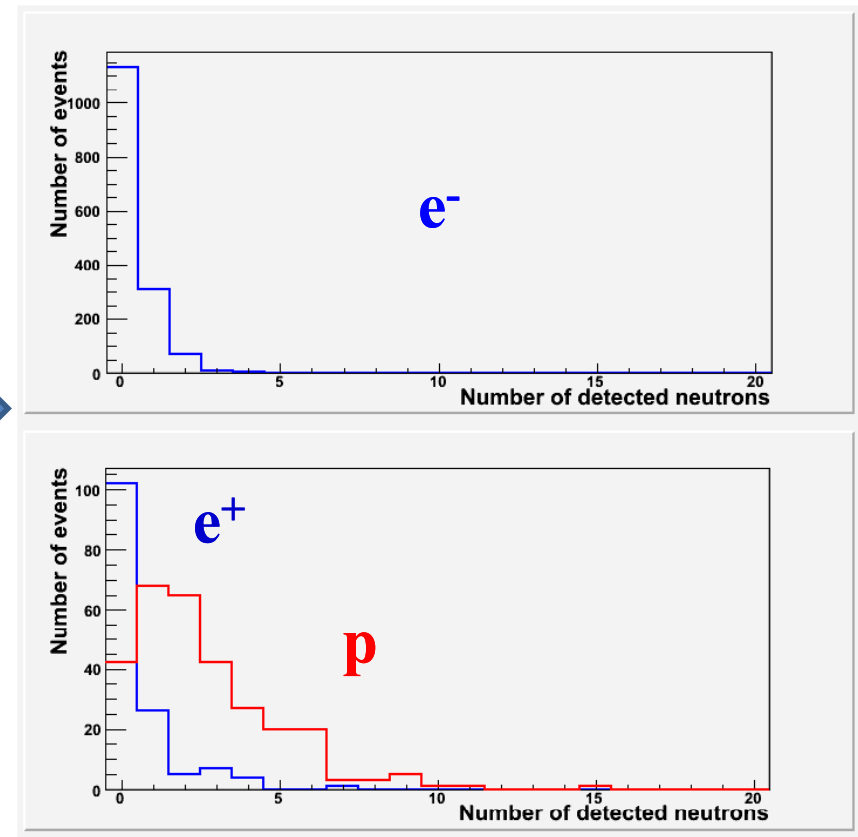 Number of events
1000
800
600
400
200
0
e-
0 5 10 15 20
Number of detected neutrons
Number of events
100
80
60
40
20
0
e+
p
0 5 10 15 20
Number of detected neutrons